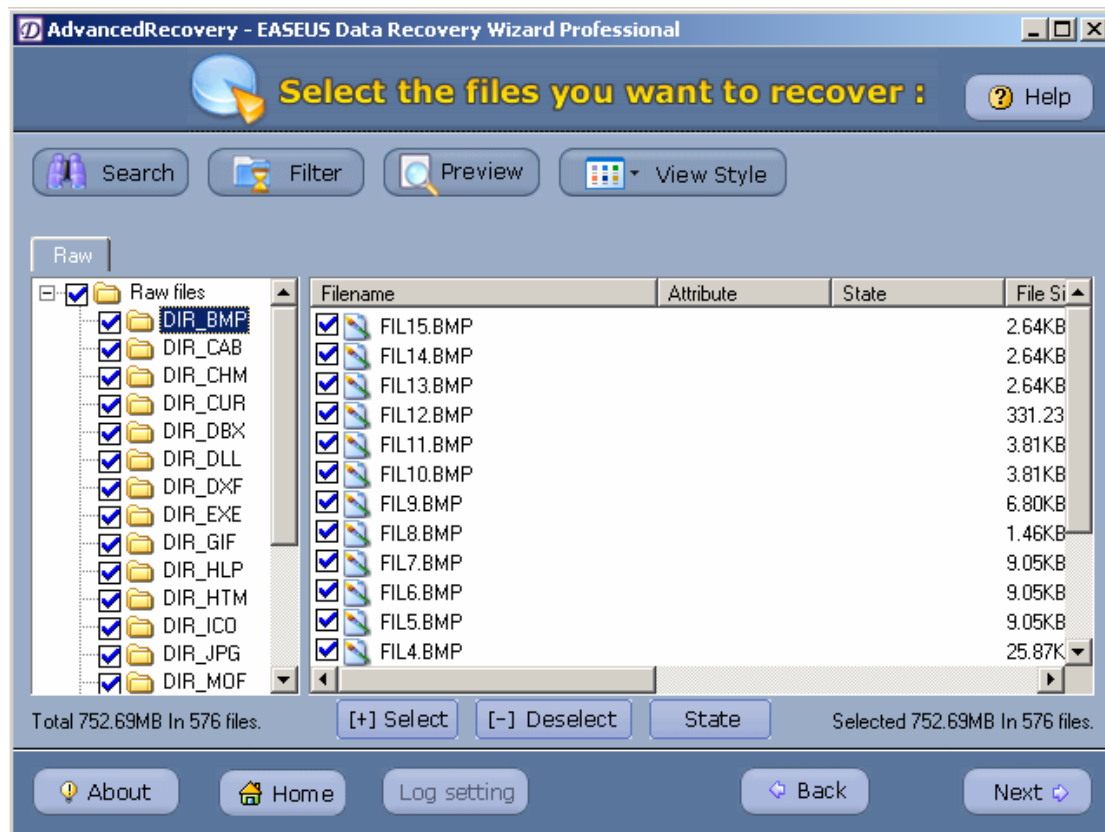 AdvancedRecovery - EASEUS Data Recovery Wizard Professional
Select the files you want to recover :
Help
Search Filter Preview View Style
Raw
Raw files
DIR_BMP
DIR_CAB
DIR_CHM
DIR_CUR
DIR_DBX
DIR_DLL
DIR_DXF
DIR_EXE
DIR_GIF
DIR_HLP
DIR_HTM
DIR_ICO
DIR_JPG
DIR_MOF
Filename Attribute State File Si
FIL15.BMP 2.64KB
FIL14.BMP 2.64KB
FIL13.BMP 2.64KB
FIL12.BMP 331.23
FIL11.BMP 3.81KB
FIL10.BMP 3.81KB
FIL9.BMP 6.80KB
FIL8.BMP 1.46KB
FIL7.BMP 9.05KB
FIL6.BMP 9.05KB
FIL5.BMP 9.05KB
FIL4.BMP 25.87K
Total 752.69MB In 576 files. [+] Select [-] Deselect State Selected 752.69MB In 576 files.
About Home Log setting Back Next